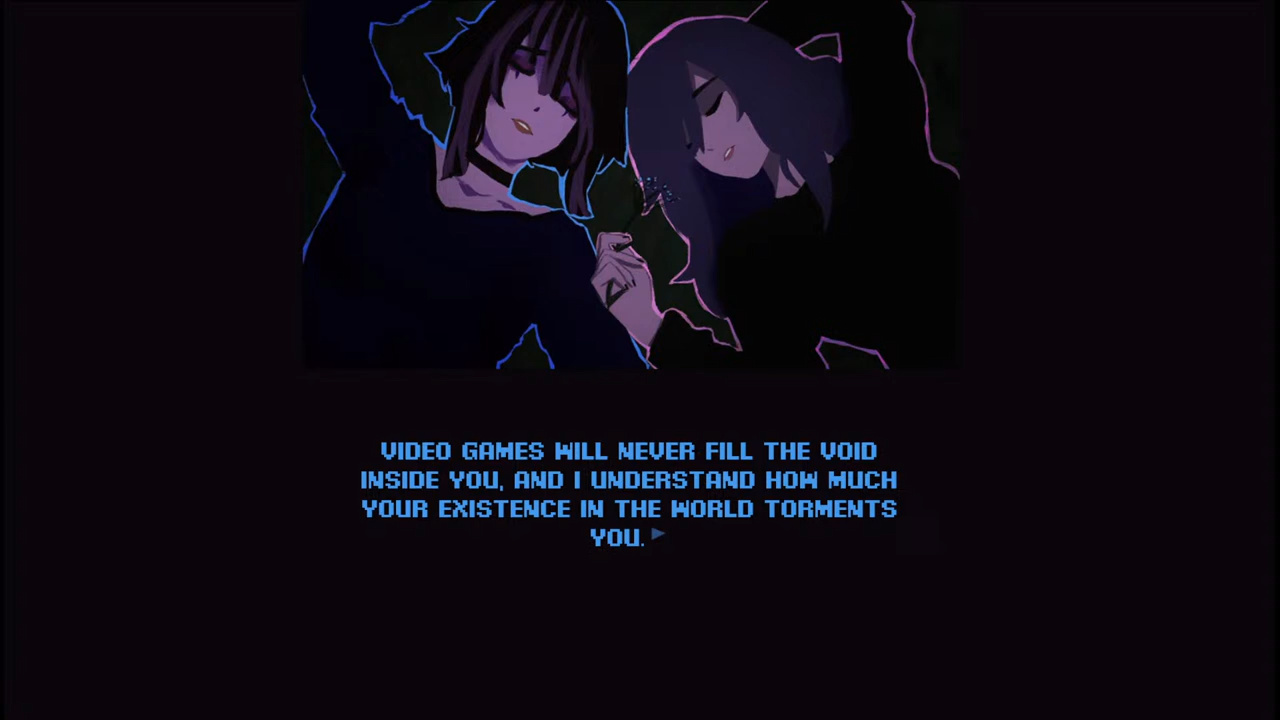 VIDEO GAMES WILL NEVER FILL THE VOID
INSIDE YOU, AND I UNDERSTAND HOW MUCH
YOUR EXISTENCE IN THE WORLD TORMENTS
YOU.